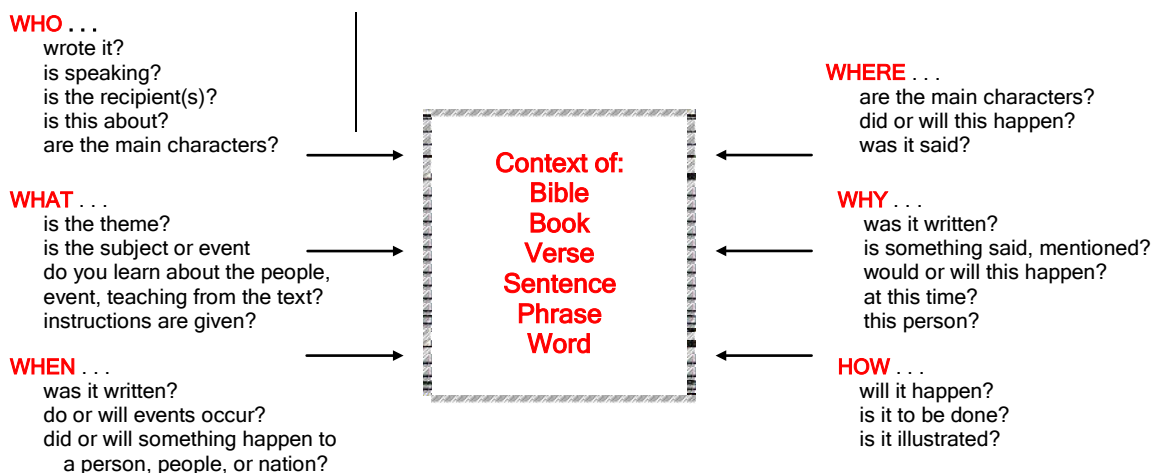 WHO . . .
wrote it?
is speaking?
is the recipient(s)?
is this about?
are the main characters?
WHAT . . .
is the theme?
is the subject or event
do you learn about the people,
event, teaching from the text?
instructions are given?
WHEN . . .
was it written?
do or will events occur?
did or will something happen to
a person, people, or nation?
Context of:
Bible
Book
Verse
Sentence
Phrase
Word
WHERE . . .
are the main characters?
did or will this happen?
was it said?
WHY . . .
was it written?
is something said, mentioned?
would or will this happen?
at this time?
this person?
HOW . . .
will it happen?
is it to be done?
is it illustrated?